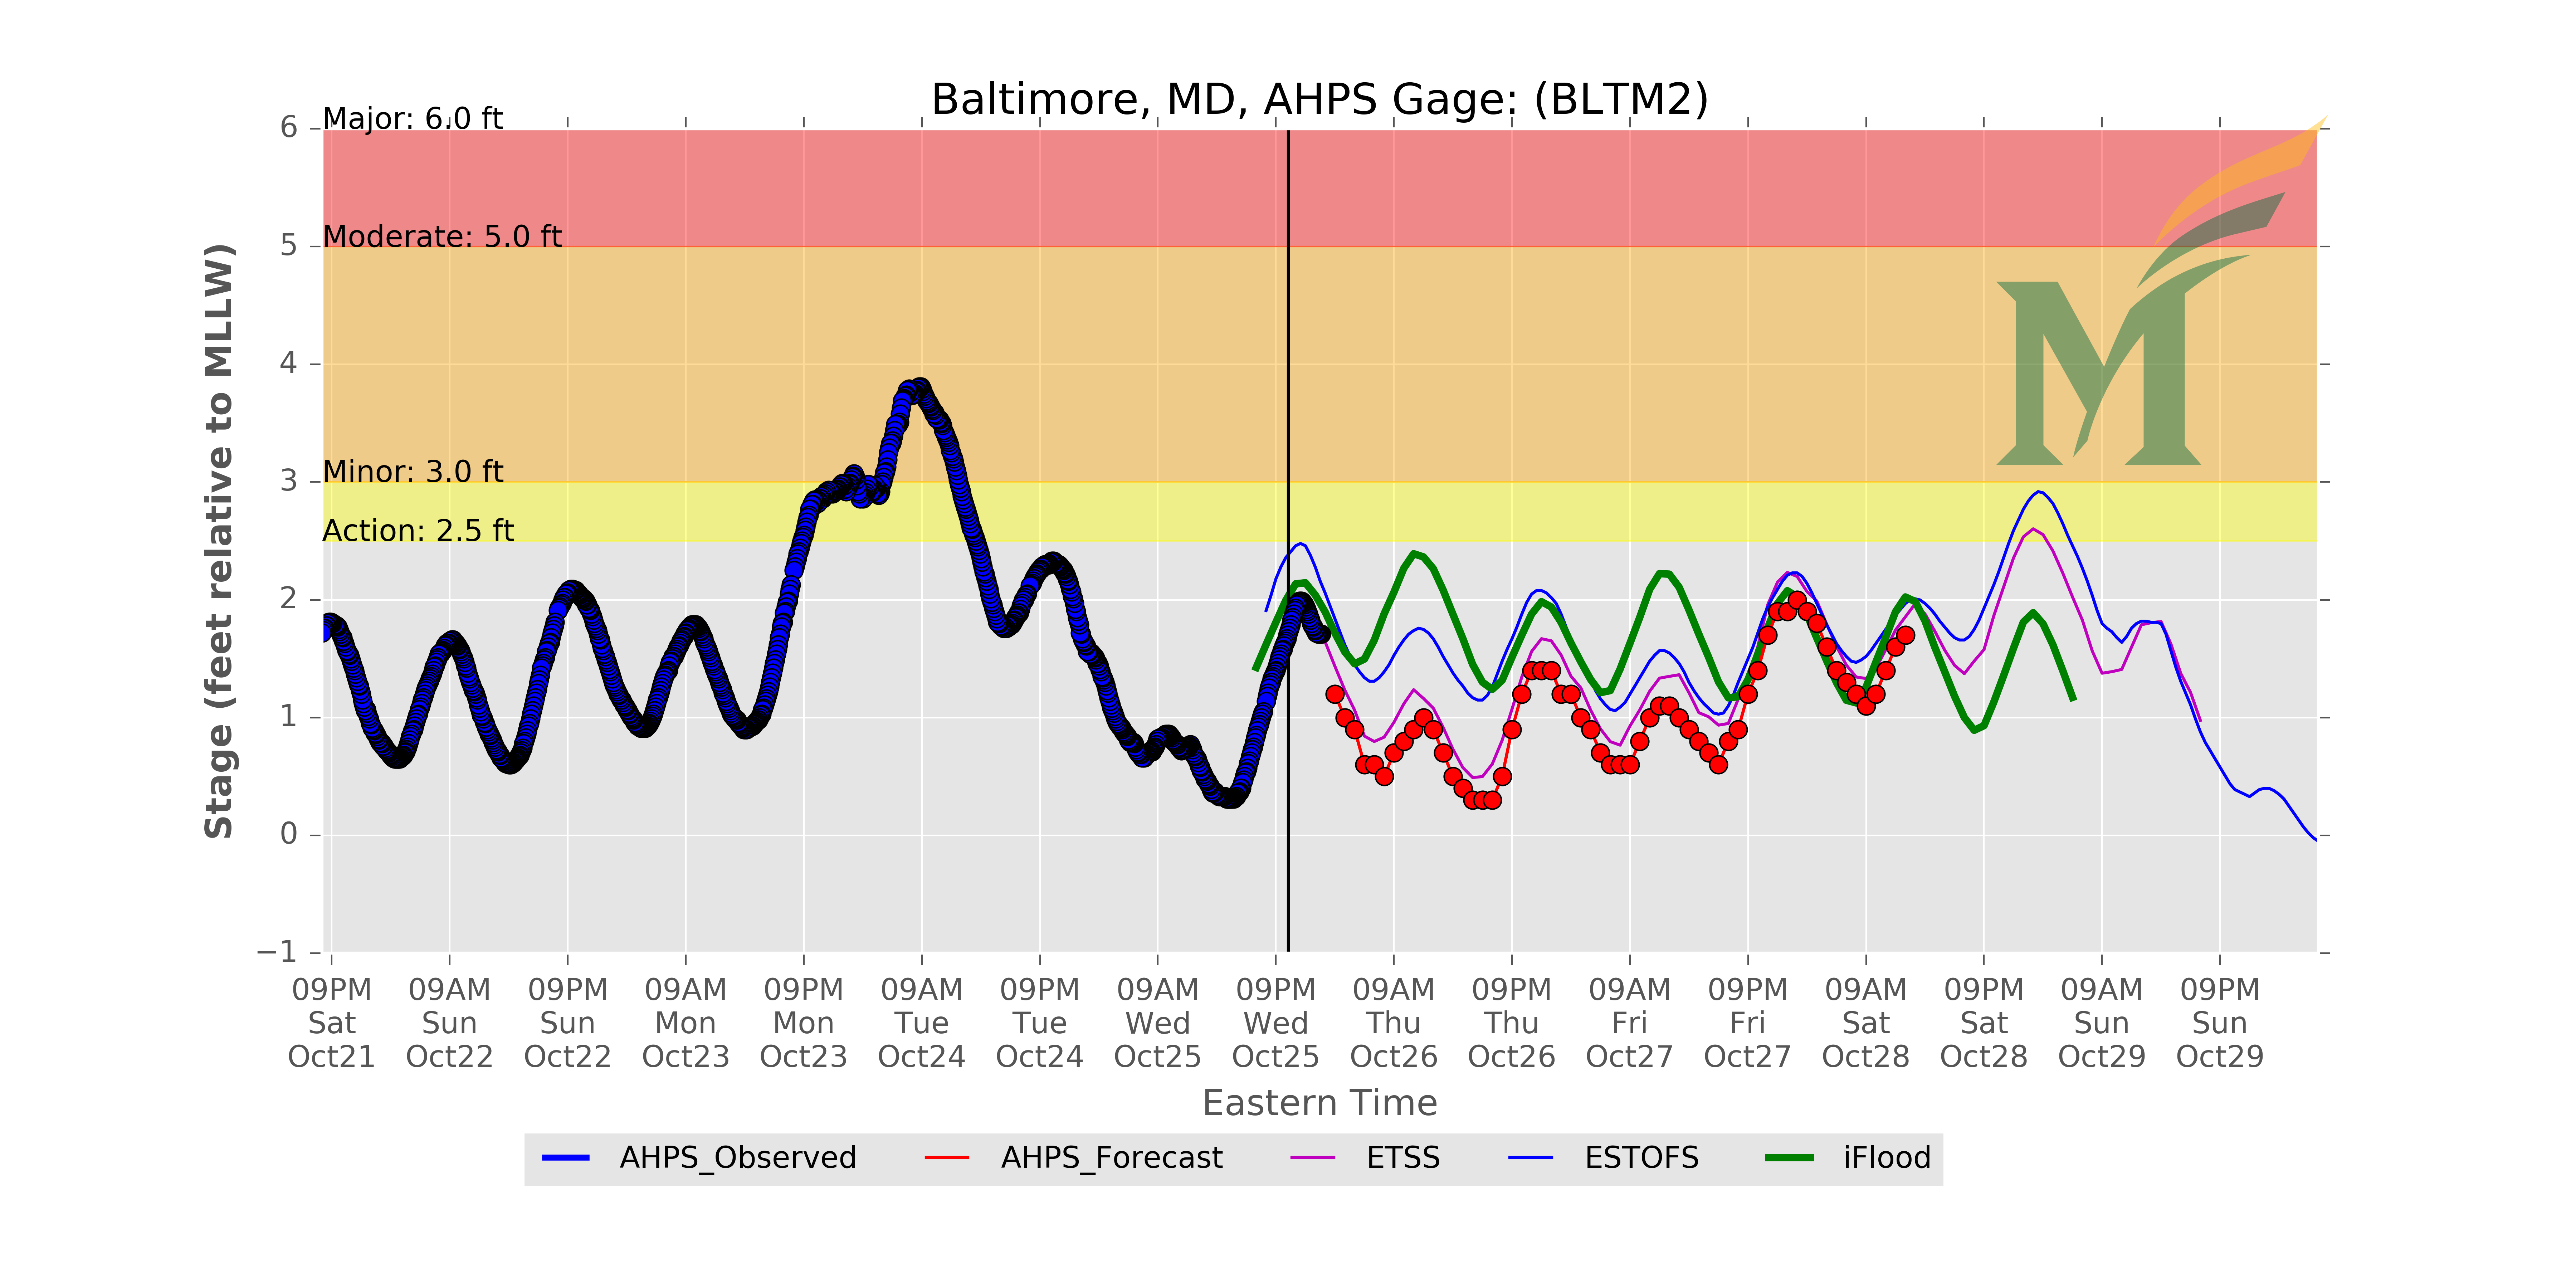 Baltimore, MD, AHPS Gage: (BLTM2)
Major: 6.0 ft
Moderate: 5.0 ft
Minor: 3.0 ft
Action: 2.5 ft
6
5
4
3
2
1
0
−1
Stage (feet relative to MLLW)
09PM 09AM 09PM 09AM 09PM 09AM 09PM 09AM 09PM 09AM 09PM 09AM 09PM 09AM 09PM 09AM 09PM
Sat Sun Sun Mon Mon Tue Tue Wed Wed Thu Thu Fri Fri Sat Sat Sun Sun
Oct21 Oct22 Oct22 Oct23 Oct23 Oct24 Oct24 Oct25 Oct25 Oct26 Oct26 Oct27 Oct27 Oct28 Oct28 Oct29 Oct29
Eastern Time
AHPS_Observed AHPS_Forecast ETSS ESTOFS iFlood
M